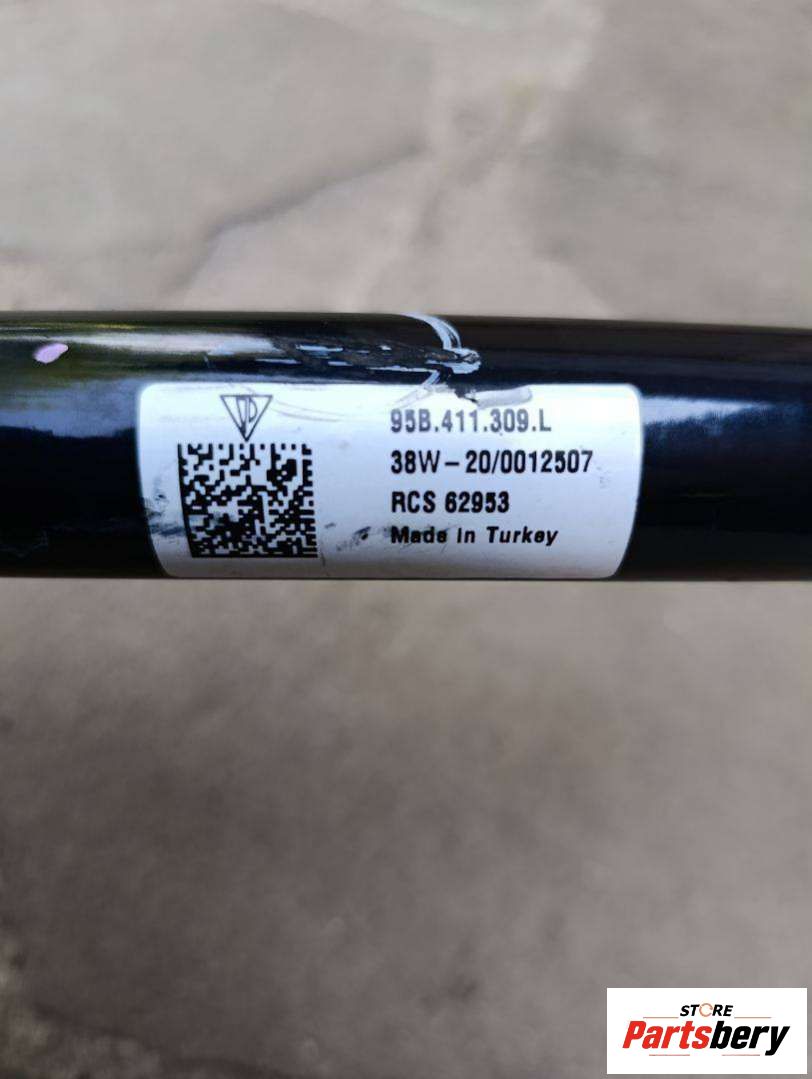 95B.411.309.L
38W-20/0012507
RCS 62953
Made in Turkey
STORE
Partsbery